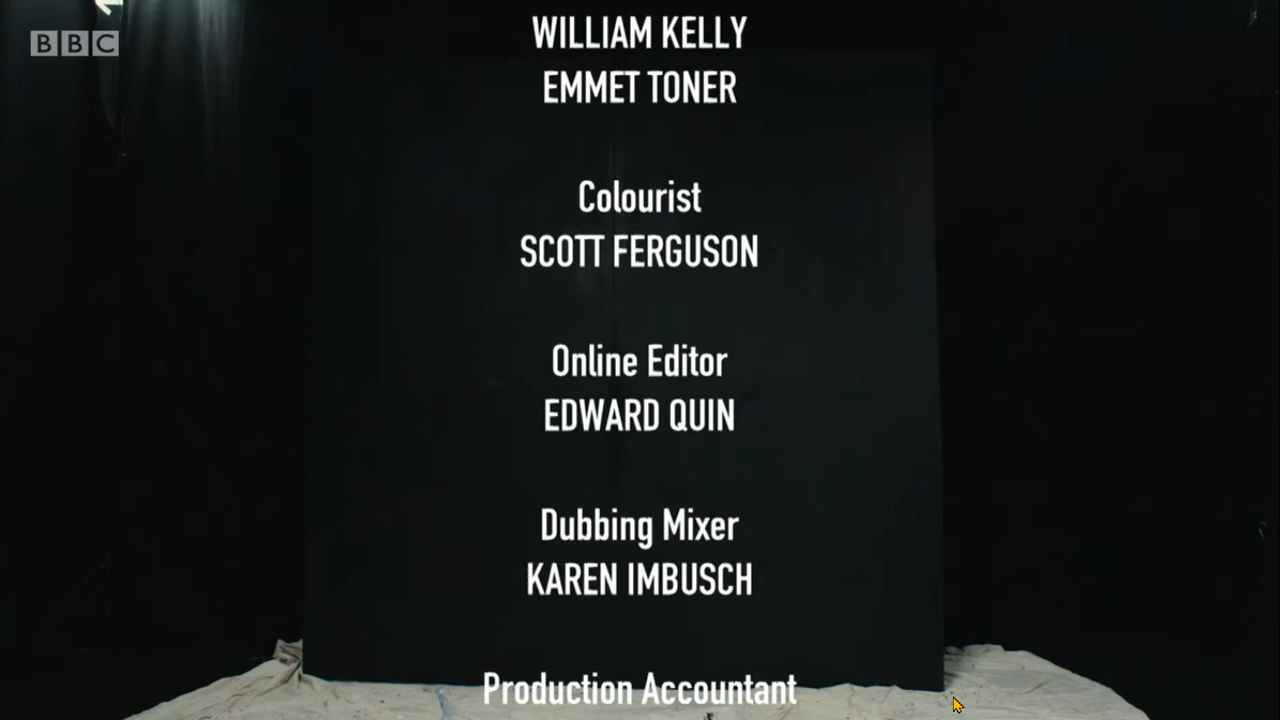 BBC
WILLIAM KELLY
EMMET TONER
Colourist
SCOTT FERGUSON
Online Editor
EDWARD QUIN
Dubbing Mixer
KAREN IMBUSCH
Production Accountant